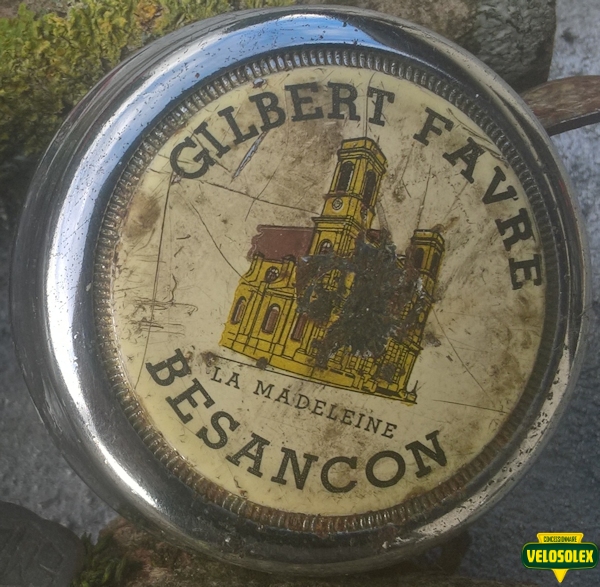 GILBERT FAVRE
LA MADELEINE
BESANCON
CONCESSIONNAIRE
VELOSOLEX